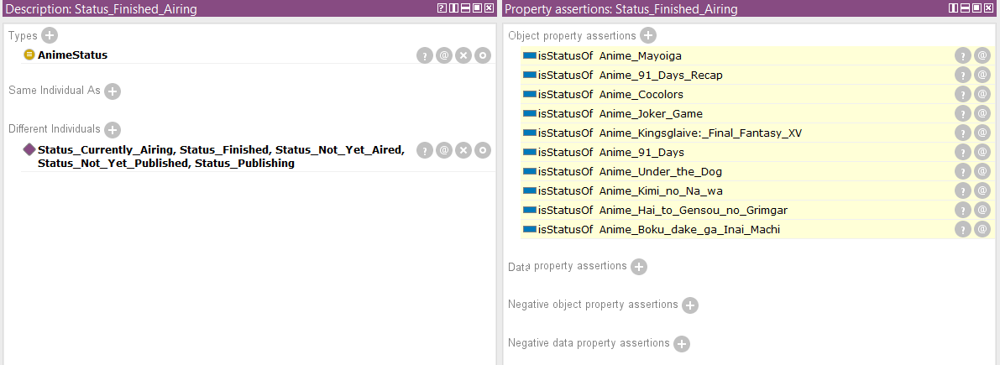 Description: Status_Finished_Airing
Types
AnimeStatus
Same Individual As
Different Individuals
Status_Currently_Airing, Status_Finished, Status_Not_Yet_Aired,
Status_Not_Yet_Published, Status_Publishing
Property assertions: Status_Finished_Airing
Object property assertions
isStatusOf Anime_Mayoiga
isStatusOf Anime_91_Days_Recap
isStatusOf Anime_Cocolors
isStatusOf Anime_Joker_Game
isStatusOf Anime_Kingsglaive:_Final_Fantasy_XV
isStatusOf Anime_91_Days
isStatusOf Anime_Under_the_Dog
isStatusOf Anime_Kimi_no_Na_wa
isStatusOf Anime_Hai_to_Gensou_no_Grimgar
isStatusOf Anime_Boku_dake_ga_Inai_Machi
Data property assertions
Negative object property assertions
Negative data property assertions